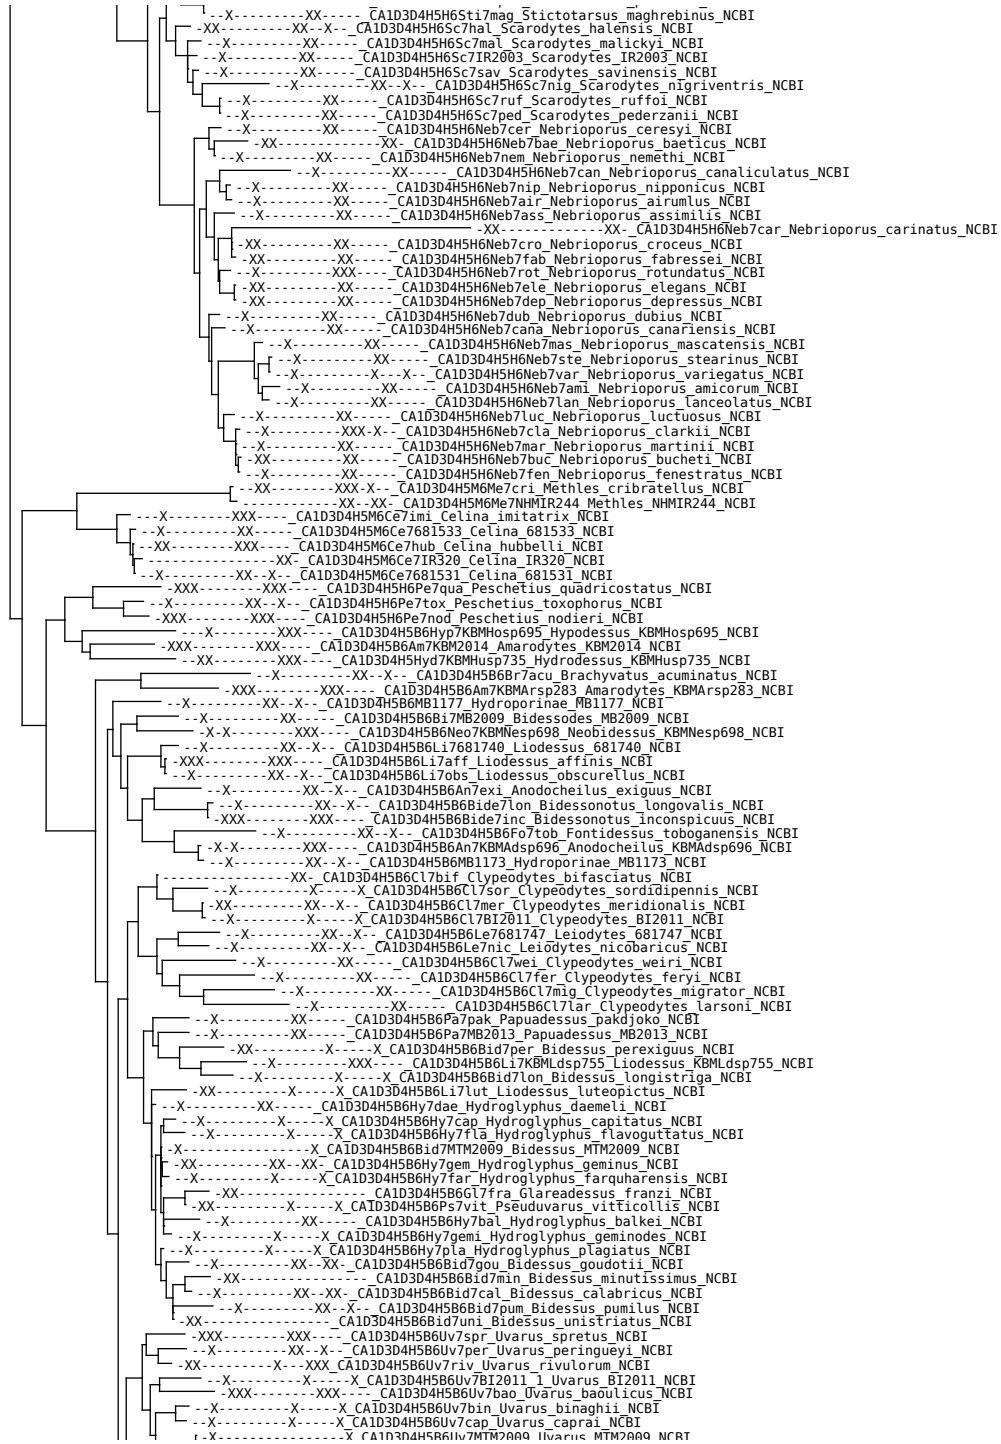 --X---------XX-----_CA1D3D4H5H6Sti7mag_Stictotarsus_maghrebinus_NCBI
-XX---------XX--X--_CA1D3D4H5H6Sc7hal_Scarodytes_halensis_NCBI
--X---------XX-----_CA1D3D4H5H6Sc7mal_Scarodytes_malickyi_NCBI
--X---------XX-----_CA1D3D4H5H6Sc7IR2003_Scarodytes_IR2003_NCBI
--X---------XX-----_CA1D3D4H5H6Sc7sav_Scarodytes_savinensis_NCBI
--X---------XX--X--_CA1D3D4H5H6Sc7nig_Scarodytes_nigriventris_NCBI
--X---------XX-----_CA1D3D4H5H6Sc7ruf_Scarodytes_ruffoi_NCBI
--X---------XX-----_CA1D3D4H5H6Sc7ped_Scarodytes_pederzanii_NCBI
--X---------XX-----_CA1D3D4H5H6Neb7cer_Nebrioporus_ceresyi_NCBI
-XX-------------XX-_CA1D3D4H5H6Neb7bae_Nebrioporus_baeticus_NCBI
--X---------XX-----_CA1D3D4H5H6Neb7nem_Nebrioporus_nemethi_NCBI
--X---------XX-----_CA1D3D4H5H6Neb7can_Nebrioporus_canaliculatus_NCBI
--X---------XX-----_CA1D3D4H5H6Neb7nip_Nebrioporus_nipponicus_NCBI
--X---------XX-----_CA1D3D4H5H6Neb7air_Nebrioporus_airumlus_NCBI
--X---------XX-----_CA1D3D4H5H6Neb7ass_Nebrioporus_assimilis_NCBI
-XX-------------XX-_CA1D3D4H5H6Neb7car_Nebrioporus_carinatus_NCBI
-XX---------XX-----_CA1D3D4H5H6Neb7cro_Nebrioporus_croceus_NCBI
-XX---------XX-----_CA1D3D4H5H6Neb7fab_Nebrioporus_fabressei_NCBI
--X---------XXX----_CA1D3D4H5H6Neb7rot_Nebrioporus_rotundatus_NCBI
-XX---------XX-----_CA1D3D4H5H6Neb7ele_Nebrioporus_elegans_NCBI
-XX---------XX-----_CA1D3D4H5H6Neb7dep_Nebrioporus_depressus_NCBI
--X---------XX-----_CA1D3D4H5H6Neb7dub_Nebrioporus_dubius_NCBI
--X---------XX-----_CA1D3D4H5H6Neb7cana_Nebrioporus_canariensis_NCBI
--X---------XX-----_CA1D3D4H5H6Neb7mas_Nebrioporus_mascatensis_NCBI
--X---------XX-----_CA1D3D4H5H6Neb7ste_Nebrioporus_stearinus_NCBI
--X---------X---X--_CA1D3D4H5H6Neb7var_Nebrioporus_variegatus_NCBI
--X---------XX-----_CA1D3D4H5H6Neb7ami_Nebrioporus_amicorum_NCBI
--X---------XX-----_CA1D3D4H5H6Neb7lan_Nebrioporus_lanceolatus_NCBI
--X---------XX-----_CA1D3D4H5H6Neb7luc_Nebrioporus_luctuosus_NCBI
--X---------XXX-X--_CA1D3D4H5H6Neb7cla_Nebrioporus_clarkii_NCBI
--X---------XX-----_CA1D3D4H5H6Neb7mar_Nebrioporus_martinii_NCBI
-XX---------XX-----_CA1D3D4H5H6Neb7buc_Nebrioporus_bucheti_NCBI
--X---------XX-----_CA1D3D4H5H6Neb7fen_Nebrioporus_fenestratus_NCBI
--XX--------XXX-X--_CA1D3D4H5M6Me7cri_Methles_cribratellus_NCBI
------------XX--XX-_CA1D3D4H5M6Me7NHMIR244_Methles_NHMIR244_NCBI
---X--------XXX----_CA1D3D4H5M6Ce7imi_Celina_imitatrix_NCBI
---X--------XX-----_CA1D3D4H5M6Ce7681533_Celina_681533_NCBI
--XX--------XXX----_CA1D3D4H5M6Ce7hub_Celina_hubbelli_NCBI
----------------XX-_CA1D3D4H5M6Ce7IR320_Celina_IR320_NCBI
--X---------XX--X--_CA1D3D4H5M6Ce7681531_Celina_681531_NCBI
-XXX--------XXX----_CA1D3D4H5H6Pe7qua_Peschetius_quadricostatus_NCBI
--X---------XX--X--_CA1D3D4H5H6Pe7tox_Peschetius_toxophorus_NCBI
-XXX--------XXX----_CA1D3D4H5H6Pe7nod_Peschetius_nodieri_NCBI
---X--------XXX----_CA1D3D4H5B6Hyp7KBMHosp695_Hypodessus_KBMHosp695_NCBI
-XXX--------XXX----_CA1D3D4H5B6Am7KBM2014_Amarodytes_KBM2014_NCBI
--XX--------XXX----_CA1D3D4H5Hyd7KBMHusp735_Hydrodessus_KBMHusp735_NCBI
--X---------XX--X--_CA1D3D4H5B6Br7acu_Brachyvatus_acuminatus_NCBI
-XXX--------XXX----_CA1D3D4H5B6Am7KBMArsp283_Amarodytes_KBMArsp283_NCBI
--X---------XX--X--_CA1D3D4H5B6MB1177_Hydroporinae_MB1177_NCBI
--X---------XX-----_CA1D3D4H5B6Bi7MB2009_Bidessodes_MB2009_NCBI
-X-X--------XXX----_CA1D3D4H5B6Neo7KBMNesp698_Neobidessus_KBMNesp698_NCBI
--X---------XX--X--_CA1D3D4H5B6Li7681740_Liodessus_681740_NCBI
-XXX--------XXX----_CA1D3D4H5B6Li7aff_Liodessus_affinis_NCBI
--X---------XX--X--_CA1D3D4H5B6Li7obs_Liodessus_obscurellus_NCBI
--X---------XX--X--_CA1D3D4H5B6An7exi_Anodocheilus_exiguus_NCBI
--X---------XX--X--_CA1D3D4H5B6Bide7lon_Bidessonotus_longovalis_NCBI
-XXX--------XXX----_CA1D3D4H5B6Bide7inc_Bidessonotus_inconspicuus_NCBI
--X---------XX--X--_CA1D3D4H5B6Fo7tob_Fontidessus_toboganensis_NCBI
-X-X--------XXX----_CA1D3D4H5B6An7KBMAdsp696_Anodocheilus_KBMAdsp696_NCBI
--X---------XX--X--_CA1D3D4H5B6MB1173_Hydroporinae_MB1173_NCBI
----------------XX-_CA1D3D4H5B6Cl7bif_Clypeodytes_bifasciatus_NCBI
--X---------X-----X_CA1D3D4H5B6Cl7sor_Clypeodytes_sordidipennis_NCBI
-XX---------XX--X--_CA1D3D4H5B6Cl7mer_Clypeodytes_meridionalis_NCBI
--X---------X-----X_CA1D3D4H5B6Cl7BI2011_Clypeodytes_BI2011_NCBI
--X---------XX--X--_CA1D3D4H5B6Le7681747_Leiodytes_681747_NCBI
--X---------XX--X--_CA1D3D4H5B6Le7nic_Leiodytes_nicobaricus_NCBI
--X---------XX-----_CA1D3D4H5B6Cl7wei_Clypeodytes_weiri_NCBI
--X---------XX-----_CA1D3D4H5B6Cl7fer_Clypeodytes_feryi_NCBI
--X---------XX-----_CA1D3D4H5B6Cl7mig_Clypeodytes_migrator_NCBI
--X---------XX-----_CA1D3D4H5B6Cl7lar_Clypeodytes_larsoni_NCBI
--X---------XX-----_CA1D3D4H5B6Pa7pak_Papuadessus_pakdjoko_NCBI
--X---------XX-----_CA1D3D4H5B6Pa7MB2013_Papuadessus_MB2013_NCBI
-XX---------X-----X_CA1D3D4H5B6Bid7per_Bidessus_perexiguus_NCBI
--X---------XXX----_CA1D3D4H5B6Li7KBMLdsp755_Liodessus_KBMLdsp755_NCBI
--X---------X-----X_CA1D3D4H5B6Bid7lon_Bidessus_longistriga_NCBI
-XX---------X-----X_CA1D3D4H5B6Li7lut_Liodessus_luteopictus_NCBI
--X---------XX-----_CA1D3D4H5B6Hy7dae_Hydroglyphus_daemeli_NCBI
--X---------X-----X_CA1D3D4H5B6Hy7cap_Hydroglyphus_capitatus_NCBI
--X---------X-----X_CA1D3D4H5B6Hy7fla_Hydroglyphus_flavoguttatus_NCBI
-X----------------X_CA1D3D4H5B6Bid7MTM2009_Bidessus_MTM2009_NCBI
-XX---------XX--XX-_CA1D3D4H5B6Hy7gem_Hydroglyphus_geminus_NCBI
--X---------X-----X_CA1D3D4H5B6Hy7far_Hydroglyphus_farquharensis_NCBI
-XX----------------_CA1D3D4H5B6Gl7fra_Glareadessus_franzi_NCBI
-XX---------X-----X_CA1D3D4H5B6Ps7vit_Pseuduvarus_vitticollis_NCBI
--X---------XX-----_CA1D3D4H5B6Hy7bal_Hydroglyphus_balkei_NCBI
--X---------X-----X_CA1D3D4H5B6Hy7gemi_Hydroglyphus_geminodes_NCBI
--X---------X-----X_CA1D3D4H5B6Hy7pla_Hydroglyphus_plagiatus_NCBI
--X---------XX--XX-_CA1D3D4H5B6Bid7gou_Bidessus_goudotii_NCBI
-XX----------------_CA1D3D4H5B6Bid7min_Bidessus_minutissimus_NCBI
--X---------XX--XX-_CA1D3D4H5B6Bid7cal_Bidessus_calabricus_NCBI
--X---------XX--X--_CA1D3D4H5B6Bid7pum_Bidessus_pumilus_NCBI
-XX----------------_CA1D3D4H5B6Bid7uni_Bidessus_unistriatus_NCBI
-XXX--------XXX----_CA1D3D4H5B6Uv7spr_Uvarus_spretus_NCBI
--X---------XX--X--_CA1D3D4H5B6Uv7per_Uvarus_peringueyi_NCBI
-XX---------X---XXX_CA1D3D4H5B6Uv7riv_Uvarus_rivulorum_NCBI
--X---------X-----X_CA1D3D4H5B6Uv7BI2011_1_Uvarus_BI2011_NCBI
-XXX--------XXX----_CA1D3D4H5B6Uv7bao_Uvarus_baoulicus_NCBI
--X---------X-----X_CA1D3D4H5B6Uv7bin_Uvarus_binaghii_NCBI
--X---------X-----X_CA1D3D4H5B6Uv7cap_Uvarus_caprai_NCBI
-X----------------X_CA1D3D4H5B6Uv7MTM2009_Uvarus_MTM2009_NCBI